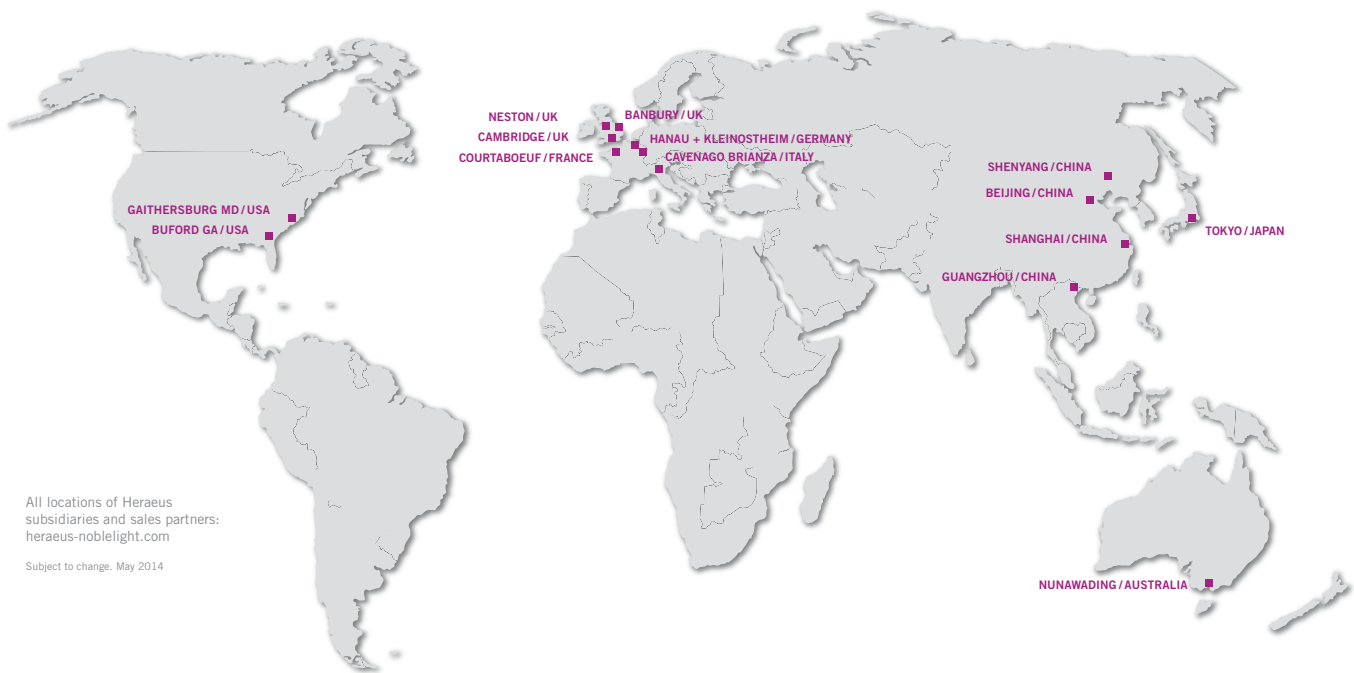 NESTON / UK
BANBURY / UK
CAMBRIDGE / UK
HANAU + KLEINOSTHEIM / GERMANY
COURTABOEUF / FRANCE
CAVENAGO BRIANZA / ITALY
SHENYANG / CHINA
BEIJING / CHINA
GAITHERSBURG MD / USA
BUFORD GA / USA
TOKYO / JAPAN
SHANGHAI / CHINA
GUANGZHOU / CHINA
All locations of Heraeus
subsidiaries and sales partners:
heraeus-noblelight.com
Subject to change. May 2014
NUNAWADING / AUSTRALIA